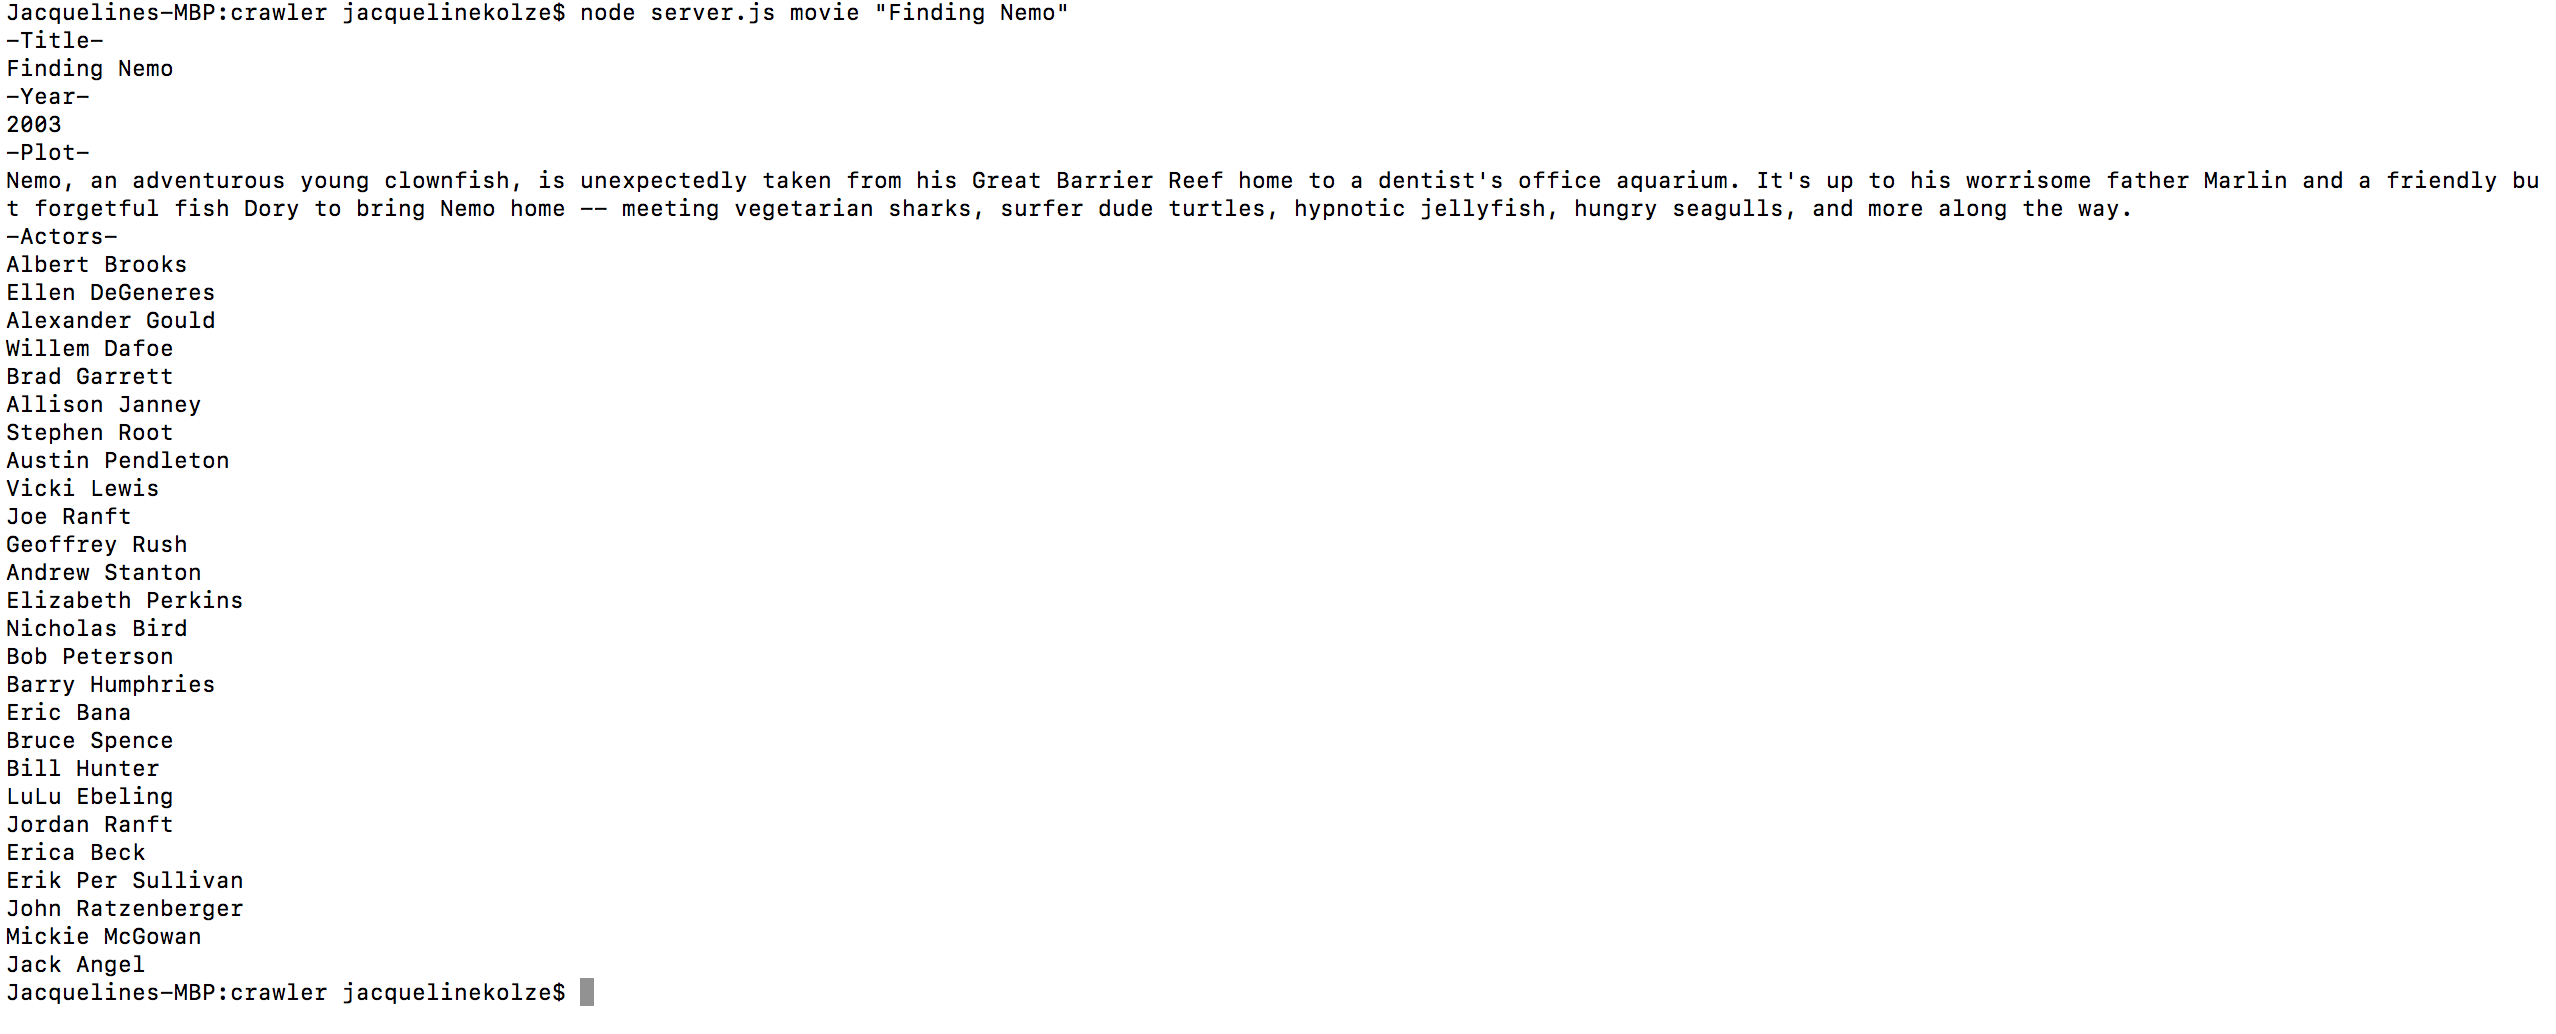 Jacquelines-MBP:crawler jacquelinekolze$ node server.js movie "Finding Nemo"
-Title-
Finding Nemo
-Year-
2003
-Plot-
Nemo, an adventurous young clownfish, is unexpectedly taken from his Great Barrier Reef home to a dentist's office aquarium. It's up to his worrisome father Marlin and a friendly bu
t forgetful fish Dory to bring Nemo home -- meeting vegetarian sharks, surfer dude turtles, hypnotic jellyfish, hungry seagulls, and more along the way.
-Actors-
Albert Brooks
Ellen DeGeneres
Alexander Gould
Willem Dafoe
Brad Garrett
Allison Janney
Stephen Root
Austin Pendleton
Vicki Lewis
Joe Ranft
Geoffrey Rush
Andrew Stanton
Elizabeth Perkins
Nicholas Bird
Bob Peterson
Barry Humphries
Eric Bana
Bruce Spence
Bill Hunter
LuLu Ebeling
Jordan Ranft
Erica Beck
Erik Per Sullivan
John Ratzenberger
Mickie McGowan
Jack Angel
Jacquelines-MBP:crawler jacquelinekolze$